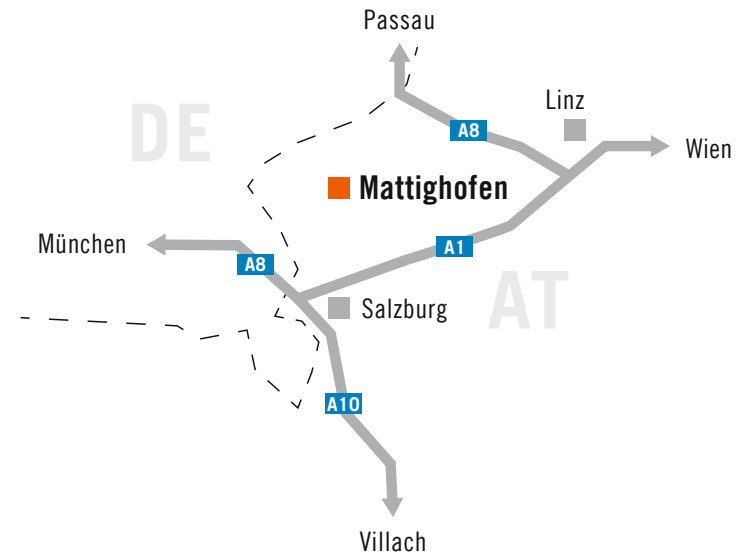 Passau
DE
Linz
A8
Wien
Mattighofen
München
A8
A1
AT
Salzburg
A10
Villach